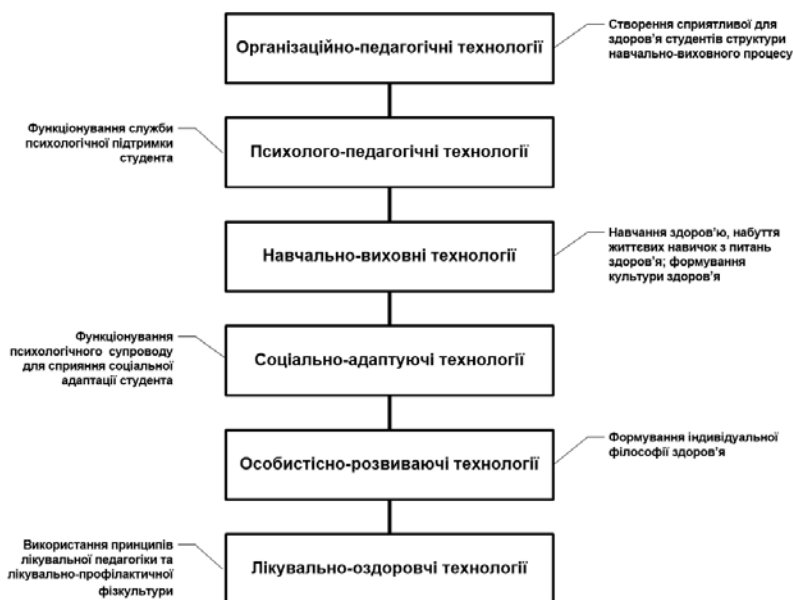 Організаційно-педагогічні технології
Створення сприятливої для
здоров'я студентів структури
навчально-виховного процесу
Функціонування служби
психологічної підтримки
студента
Психолого-педагогічні технології
Навчально-виховні технології
Навчання здоров'ю, набуття
життєвих навичок з питань
здоров'я; формування
культури здоров'я
Функціонування
психологічного супроводу
для сприяння соціальної
адаптації студента
Соціально-адаптуючі технології
Особистісно-розвиваючі технології
Формування індивідуальної
філософії здоров'я
Використання принципів
лікувальної педагогіки та
лікувально-профілактичної
фізкультури
Лікувально-оздоровчі технології